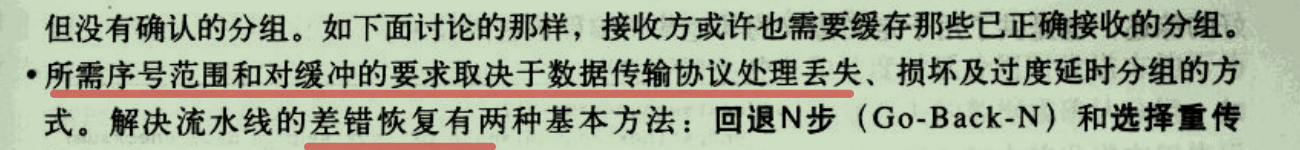 但没有确认的分组。如下面讨论的那样，接收方或许也需要缓存那些已正确接收的分组。
•所需序号范围和对缓冲的要求取决于数据传输协议处理丢失、损坏及过度延时分组的方
式。解决流水线的差错恢复有两种基本方法：回退N步（Go-Back-N）和选择重传